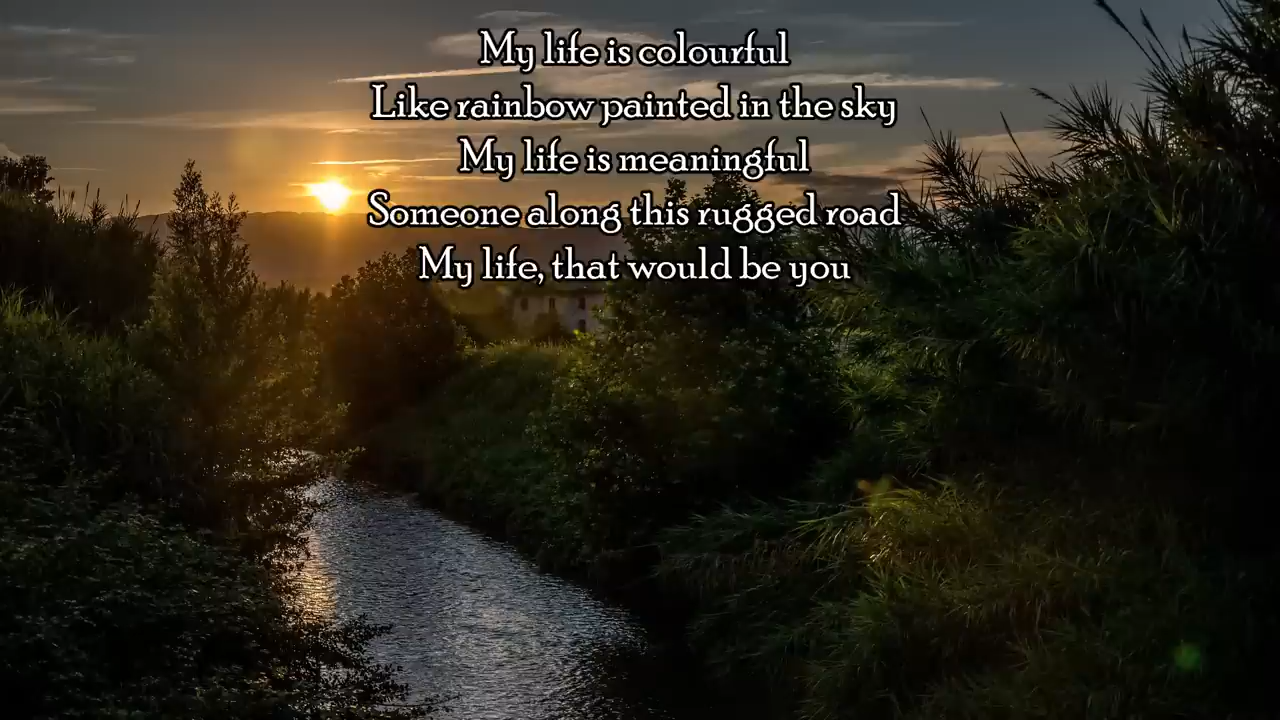 My life is colourful
Like rainbow painted in the sky
My life is meaningful
Someone along this rugged road
My life, that would be you